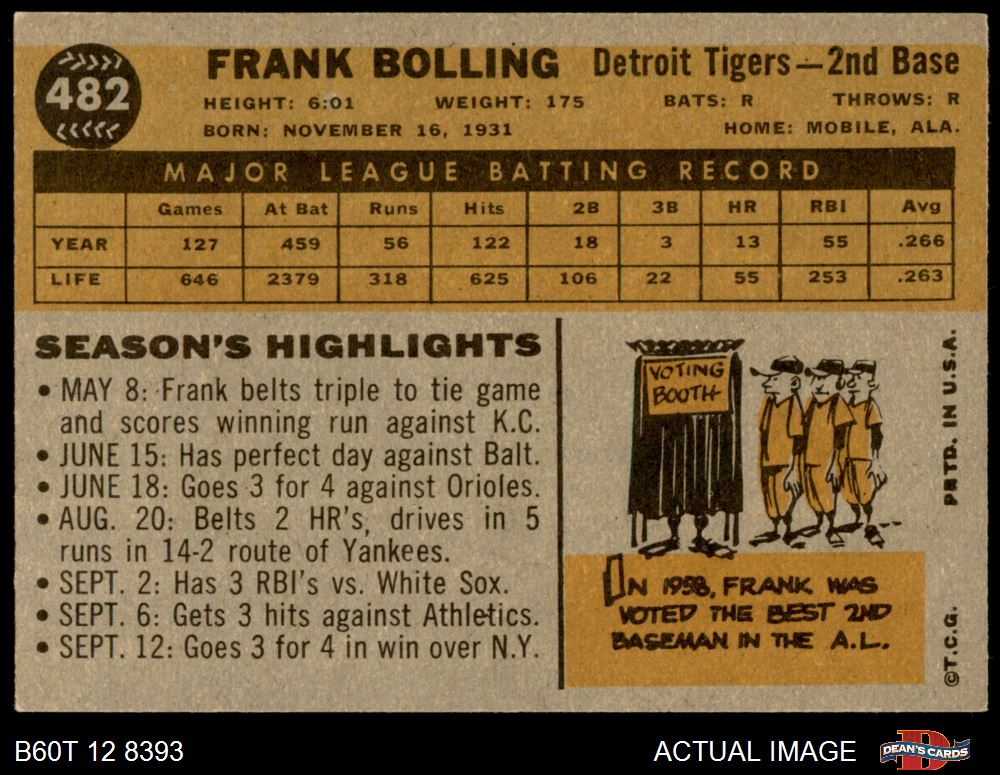 482
FRANK BOLLING Detroit Tigers—2nd Base
HEIGHT: 6:01 WEIGHT: 175 BATS: R THROWS: R
BORN: NOVEMBER 16, 1931 HOME: MOBILE, ALA.
MAJOR LEAGUE BATTING RECORD
Games At Bat Runs Hits 2B 3B HR RBI Avg
YEAR 127 459 56 122 18 3 13 55 .266
LIFE 646 2379 318 625 106 22 55 253 .263
SEASON'S HIGHLIGHTS
• MAY 8: Frank belts triple to tie game
and scores winning run against K.C.
• JUNE 15: Has perfect day against Balt.
• JUNE 18: Goes 3 for 4 against Orioles.
• AUG. 20: Belts 2 HR's, drives in 5
runs in 14-2 route of Yankees.
• SEPT. 2: Has 3 RBI's vs. White Sox.
• SEPT. 6: Gets 3 hits against Athletics.
• SEPT. 12: Goes 3 for 4 in win over N.Y.
VOTING
BOOTH
IN 1958, FRANK WAS
VOTED THE BEST 2ND
BASEMAN IN THE A.L.
©T.C.G. PRTD. IN U.S.A.
B60T 12 8393 ACTUAL IMAGE DEAN'S CARDS